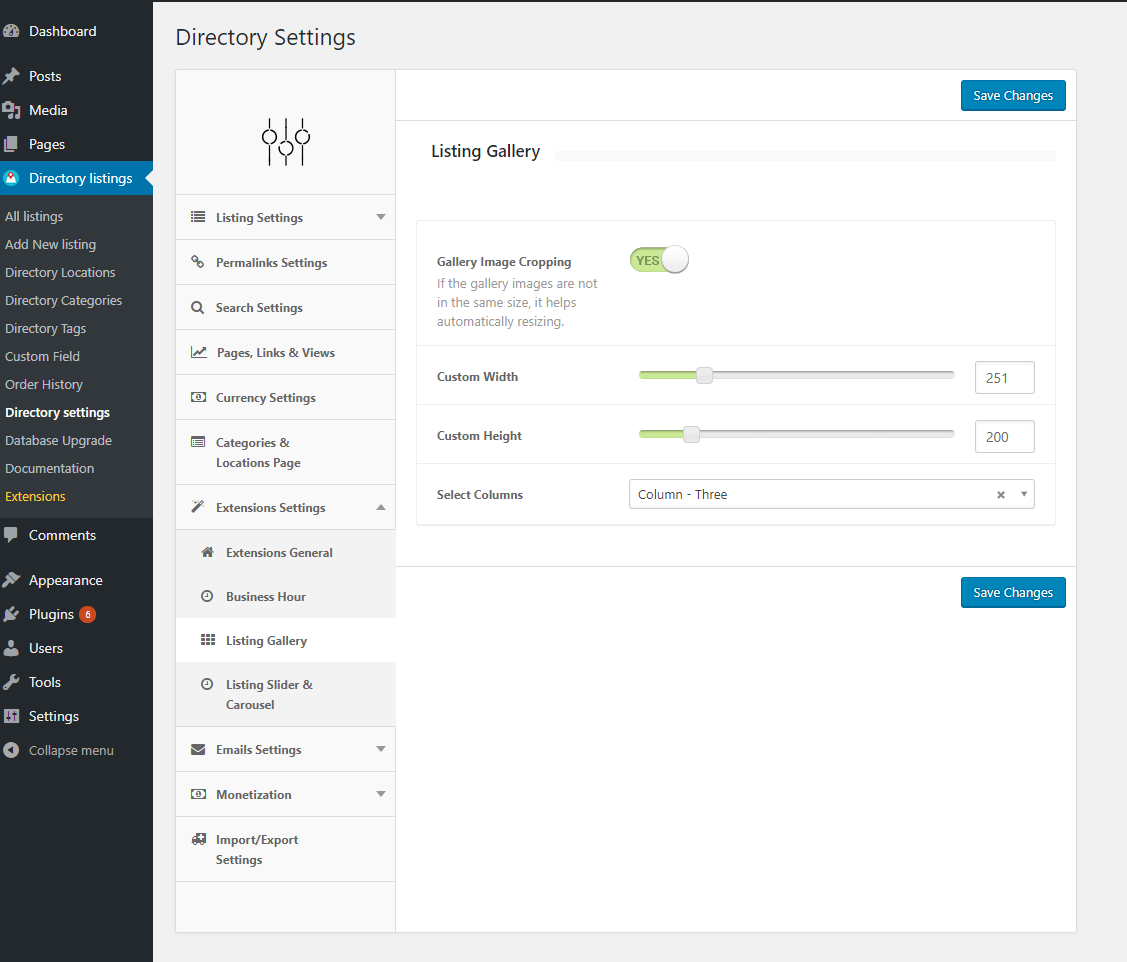 Dashboard
Posts
Media
Pages
Directory listings
All listings
Add New listing
Directory Locations
Directory Categories
Directory Tags
Custom Field
Order History
Directory settings
Database Upgrade
Documentation
Extensions
Comments
Appearance
Plugins 6
Users
Tools
Settings
Collapse menu
Directory Settings
Listing Settings
Permalinks Settings
Search Settings
Pages, Links & Views
Currency Settings
Categories &
Locations Page
Extensions Settings
Extensions General
Business Hour
Listing Gallery
Listing Slider &
Carousel
Emails Settings
Monetization
Import/Export
Settings
Save Changes
Listing Gallery
Gallery Image Cropping
If the gallery images are not
in the same size, it helps
automatically resizing.
YES
Custom Width
251
Custom Height
200
Select Columns
Column - Three
Save Changes